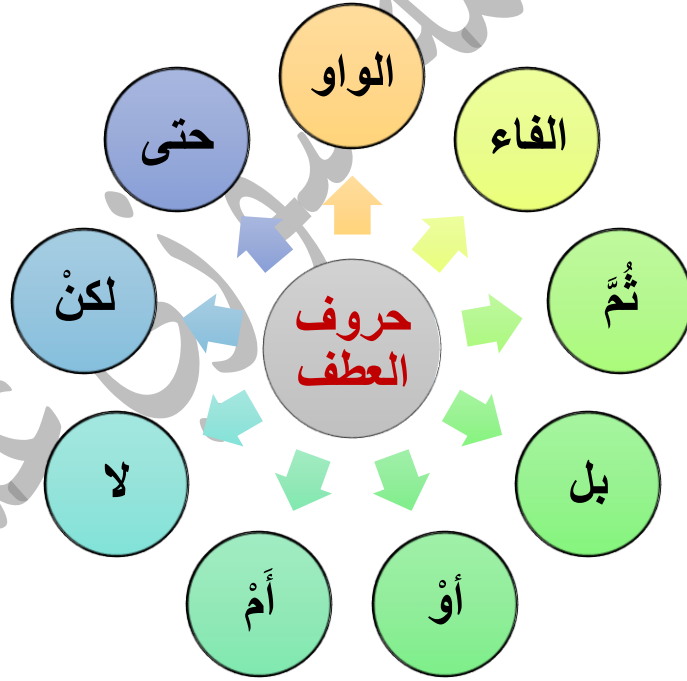 حروف
العطف
الواو
الفاء
ثُمَّ
بل
أوْ
أَمْ
لا
لكنْ
حتى